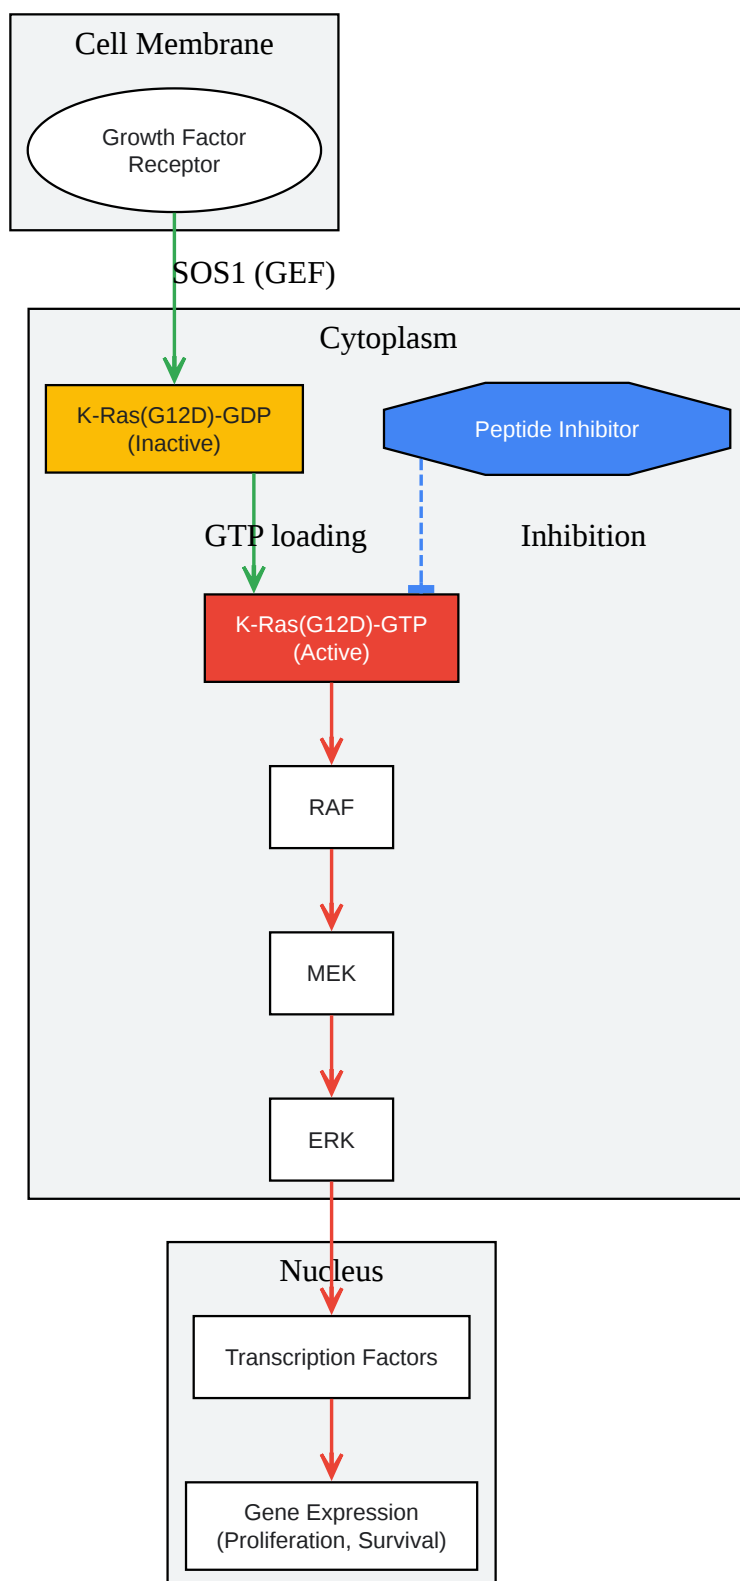 Cell Membrane
Growth Factor
Receptor
SOS1 (GEF)
Cytoplasm
K-Ras(G12D)-GDP
(Inactive)
Peptide Inhibitor
GTP loading
Inhibition
K-Ras(G12D)-GTP
(Active)
RAF
MEK
ERK
Nucleus
Transcription Factors
Gene Expression
(Proliferation, Survival)